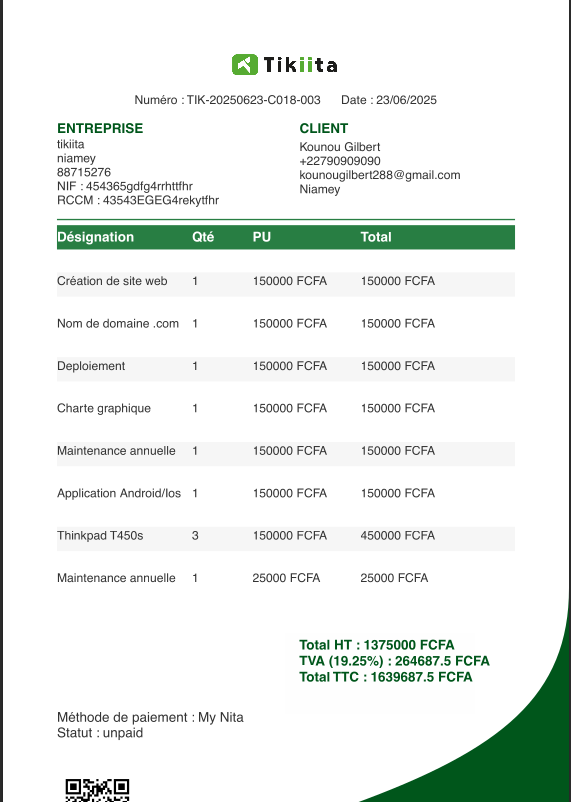 Tikiita
Numéro : TIK-20250623-C018-003 Date : 23/06/2025
ENTREPRISE
tikiita
niamey
88715276
NIF : 454365gdfg4rrhttfhr
RCCM : 43543EGEG4rekytfhr
CLIENT
Kounou Gilbert
+22790909090
kounougilbert288@gmail.com
Niamey
Désignation Qté PU Total
Création de site web 1 150000 FCFA 150000 FCFA
Nom de domaine .com 1 150000 FCFA 150000 FCFA
Deploiement 1 150000 FCFA 150000 FCFA
Charte graphique 1 150000 FCFA 150000 FCFA
Maintenance annuelle 1 150000 FCFA 150000 FCFA
Application Android/Ios 1 150000 FCFA 150000 FCFA
Thinkpad T450s 3 150000 FCFA 450000 FCFA
Maintenance annuelle 1 25000 FCFA 25000 FCFA
Total HT : 1375000 FCFA
TVA (19.25%) : 264687.5 FCFA
Total TTC : 1639687.5 FCFA
Méthode de paiement : My Nita
Statut : unpaid